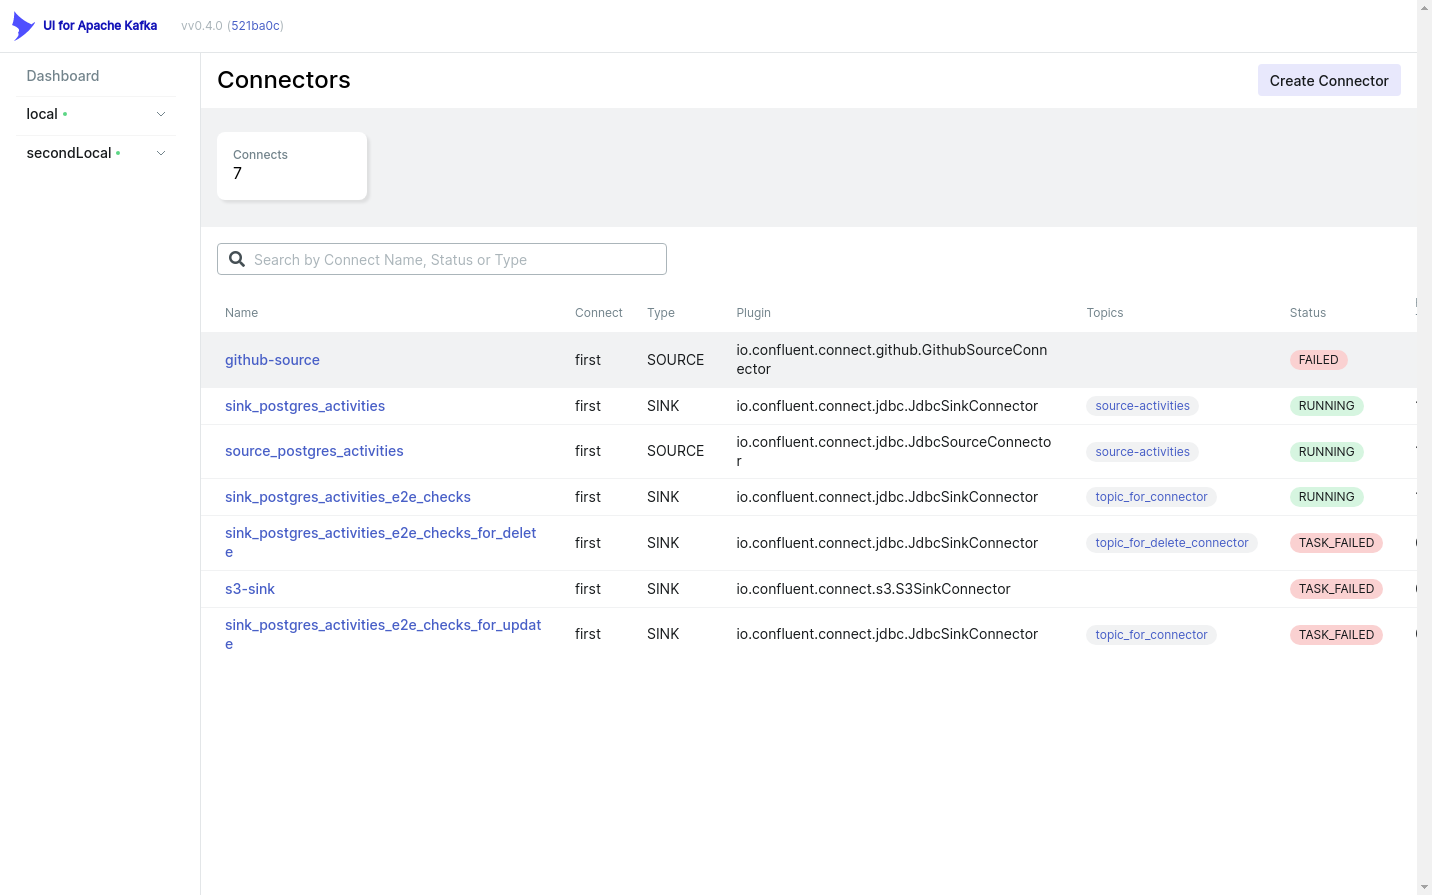 UI for Apache Kafka vv0.4.0 (521ba0c)
Dashboard
local
secondLocal
Connectors
Create Connector
Connects
7
Search by Connect Name, Status or Type
Name Connect Type Plugin Topics Status
github-source first SOURCE io.confluent.connect.github.GithubSourceConn
ector FAILED
sink_postgres_activities first SINK io.confluent.connect.jdbc.JdbcSinkConnector source-activities RUNNING
source_postgres_activities first SOURCE io.confluent.connect.jdbc.JdbcSourceConnecto
r source-activities RUNNING
sink_postgres_activities_e2e_checks first SINK io.confluent.connect.jdbc.JdbcSinkConnector topic_for_connector RUNNING
sink_postgres_activities_e2e_checks_for_delet
e first SINK io.confluent.connect.jdbc.JdbcSinkConnector topic_for_delete_connector TASK_FAILED
s3-sink first SINK io.confluent.connect.s3.S3SinkConnector TASK_FAILED
sink_postgres_activities_e2e_checks_for_updat
e first SINK io.confluent.connect.jdbc.JdbcSinkConnector topic_for_connector TASK_FAILED